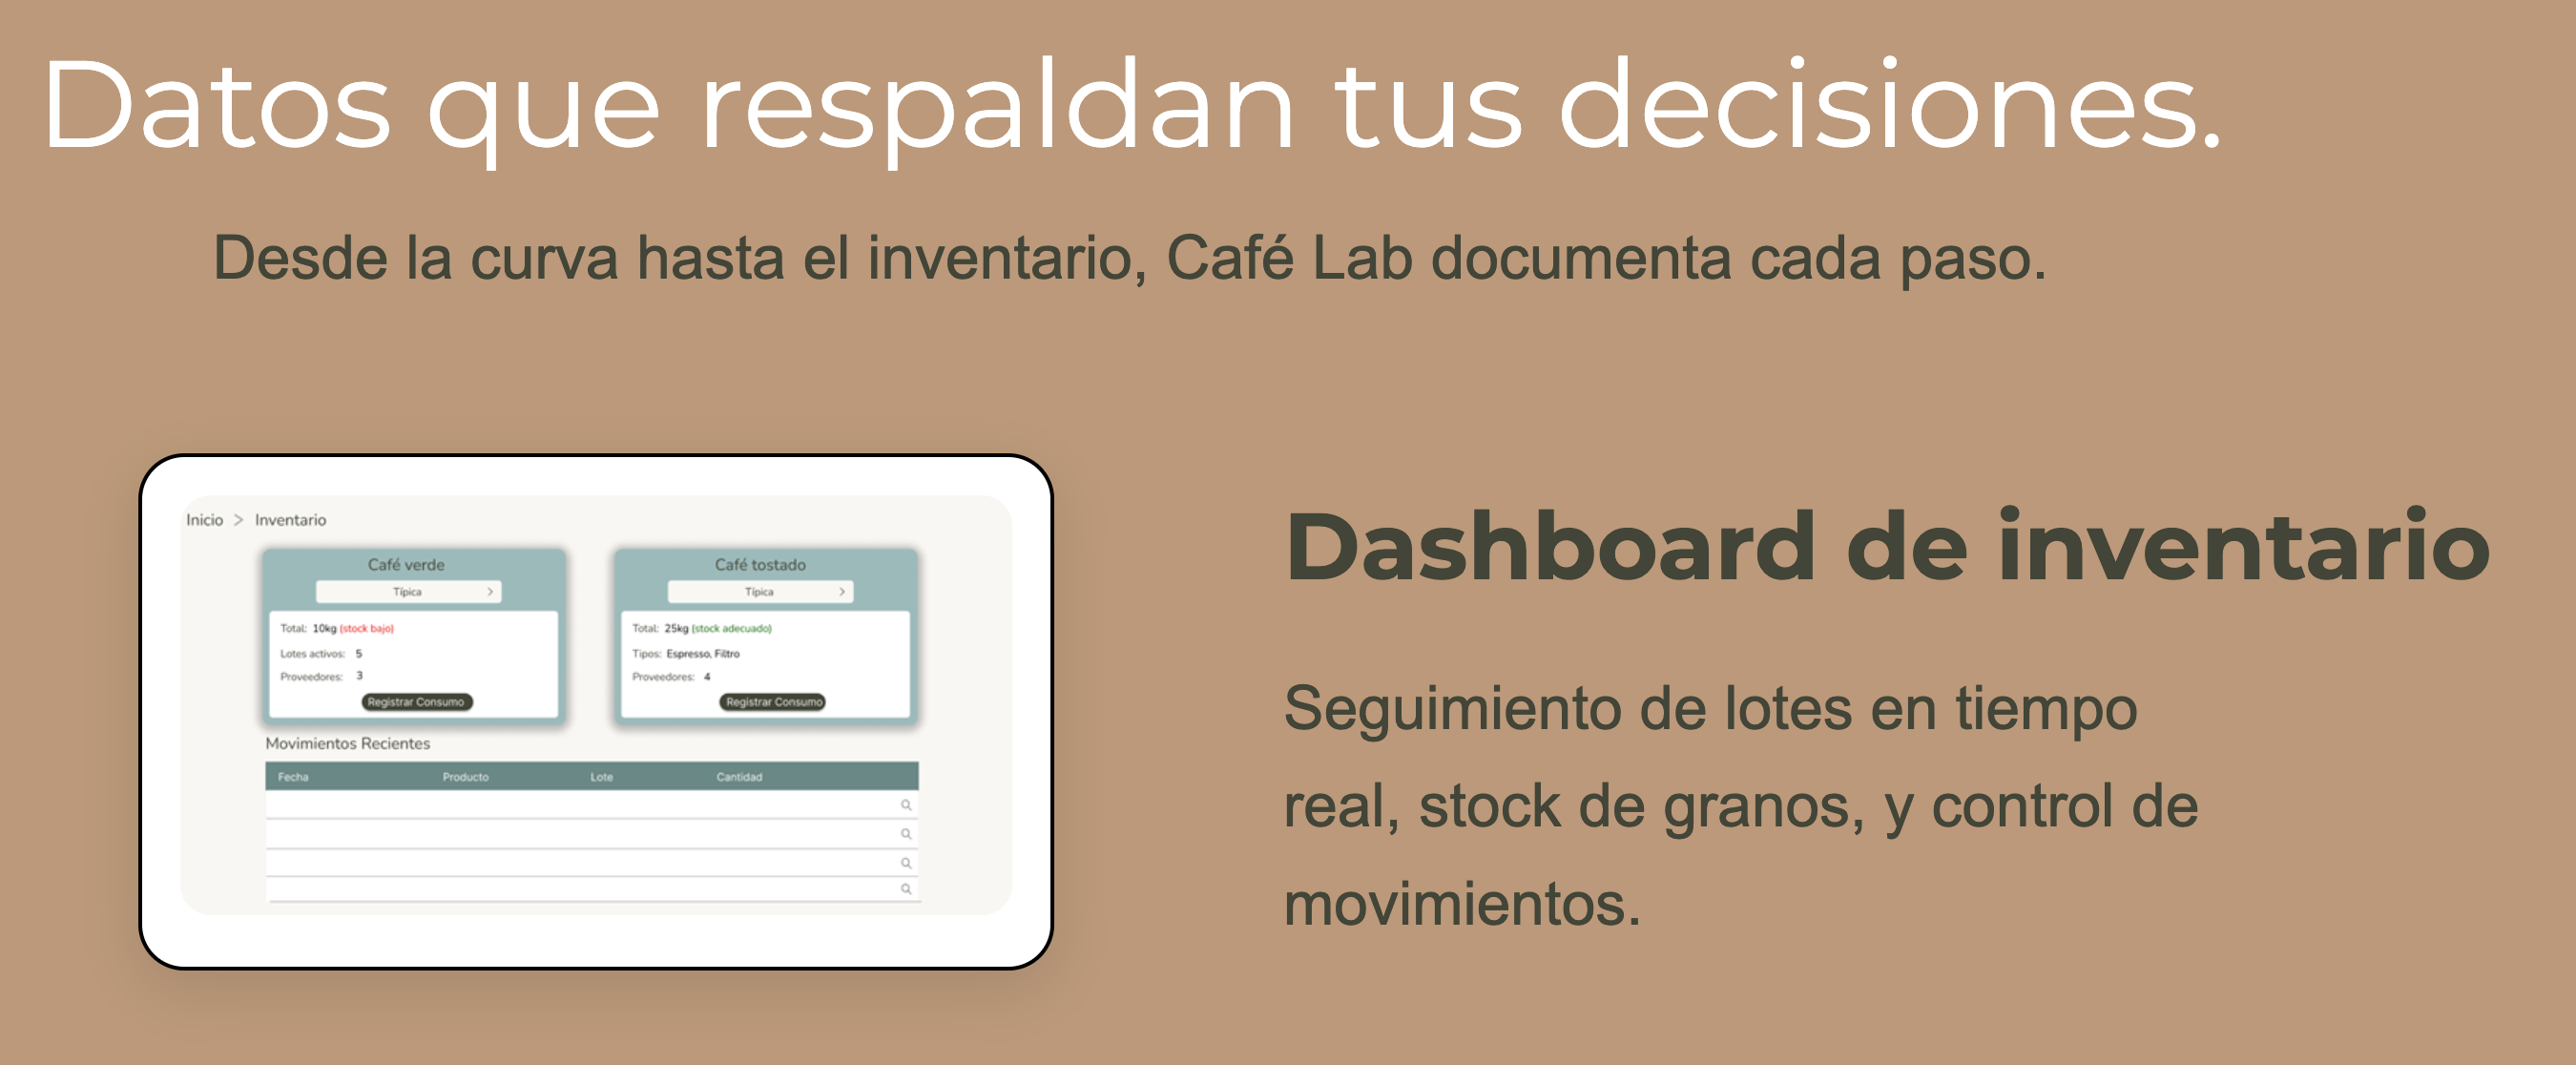 Datos que respaldan tus decisiones.
Desde la curva hasta el inventario, Café Lab documenta cada paso.
Inicio > Inventario
Café verde
Típica >
Total: 10kg (stock bajo)
Lotes activos: 5
Proveedores: 3
Registrar Consumo
Café tostado
Típica >
Total: 25kg (stock adecuado)
Tipos: Espresso, Filtro
Proveedores: 4
Registrar Consumo
Movimientos Recientes
Fecha Producto Lote Cantidad
Dashboard de inventario
Seguimiento de lotes en tiempo
real, stock de granos, y control de
movimientos.